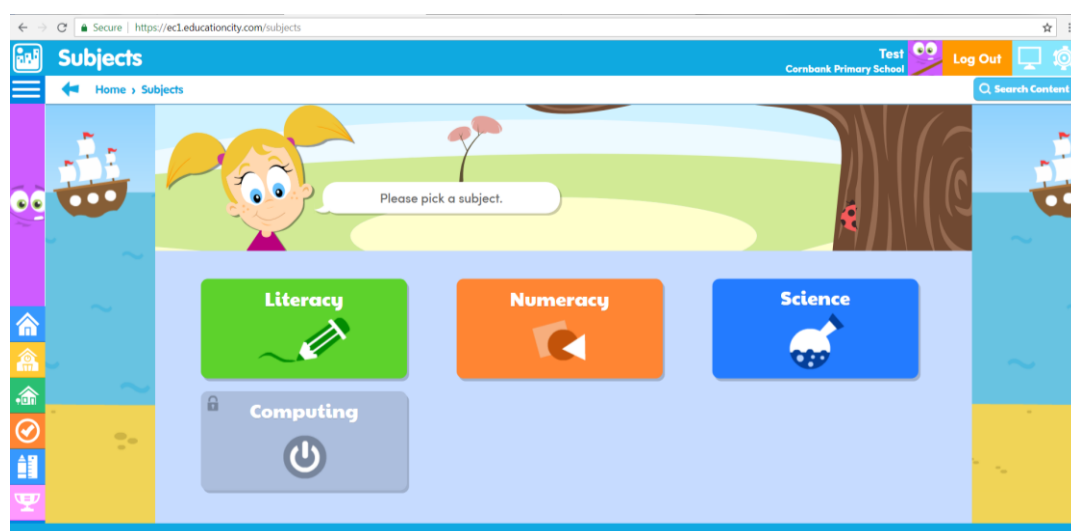 Secure | https://ec1.educationcity.com/subjects
Subjects
Test
Cornbank Primary School
Log Out
Home › Subjects
Search Content
Please pick a subject.
Literacy
Numeracy
Science
Computing